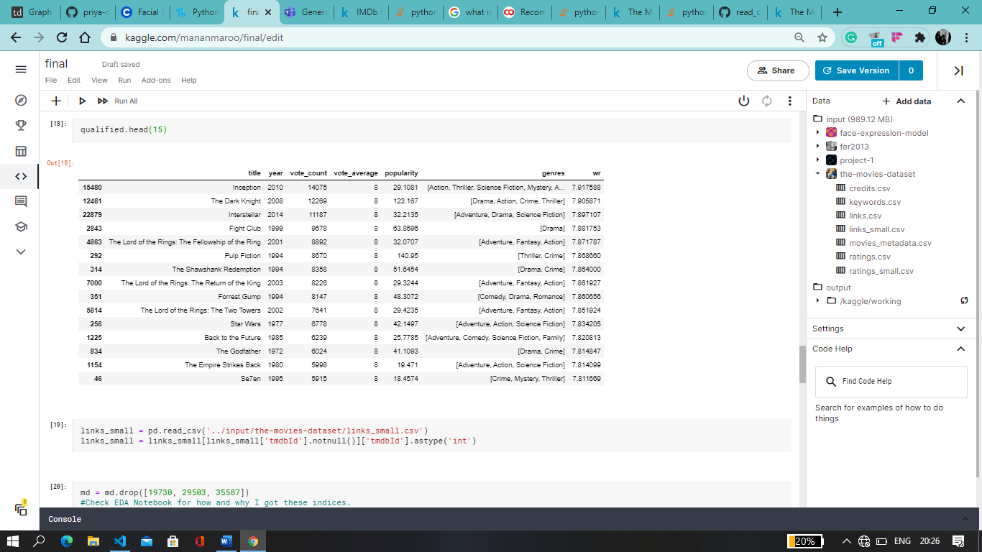 Graph
priya-d
Facial E
Python
fina
Genera
IMDb
python
what is
Recom
python
The M
python
read_c
The M
kaggle.com/mananmaroo/final/edit
off
final
Draft saved
File Edit View Run Add-ons Help
Share
Save Version 0
Run All
Data
Add data
[18]:
qualified.head(15)
Out[18]:
title year vote_count vote_average popularity genres wr
15480 Inception 2010 14075 8 29.1081 [Action, Thriller, Science Fiction, Mystery, A... 7.917588
12481 The Dark Knight 2008 12269 8 123.167 [Drama, Action, Crime, Thriller] 7.905871
22879 Interstellar 2014 11187 8 32.2135 [Adventure, Drama, Science Fiction] 7.897107
2843 Fight Club 1999 9678 8 63.8696 [Drama] 7.881753
4863 The Lord of the Rings: The Fellowship of the Ring 2001 8892 8 32.0707 [Adventure, Fantasy, Action] 7.871787
292 Pulp Fiction 1994 8670 8 140.95 [Thriller, Crime] 7.868660
314 The Shawshank Redemption 1994 8358 8 51.6454 [Drama, Crime] 7.864000
7000 The Lord of the Rings: The Return of the King 2003 8226 8 29.3244 [Adventure, Fantasy, Action] 7.861927
351 Forrest Gump 1994 8147 8 48.3072 [Comedy, Drama, Romance] 7.860656
5814 The Lord of the Rings: The Two Towers 2002 7641 8 29.4235 [Adventure, Fantasy, Action] 7.851924
256 Star Wars 1977 6778 8 42.1497 [Adventure, Action, Science Fiction] 7.834205
1225 Back to the Future 1985 6239 8 25.7785 [Adventure, Comedy, Science Fiction, Family] 7.820813
834 The Godfather 1972 6024 8 41.1093 [Drama, Crime] 7.814847
1154 The Empire Strikes Back 1980 5998 8 19.471 [Adventure, Action, Science Fiction] 7.814099
46 Se7en 1995 5915 8 18.4574 [Crime, Mystery, Thriller] 7.811669
[19]:
links_small = pd.read_csv('../input/the-movies-dataset/links_small.csv')
links_small = links_small[links_small['tmdbId'].notnull()]['tmdbId'].astype('int')
[20]:
md = md.drop([19730, 29503, 35587])
#Check EDA Notebook for how and why I got these indices.
input (989.12 MB)
face-expression-model
fer2013
project-1
the-movies-dataset
credits.csv
keywords.csv
links.csv
links_small.csv
movies_metadata.csv
ratings.csv
ratings_small.csv
output
/kaggle/working
Settings
Code Help
Find Code Help
Search for examples of how to do
things
1
Console
20%
ENG 20:26